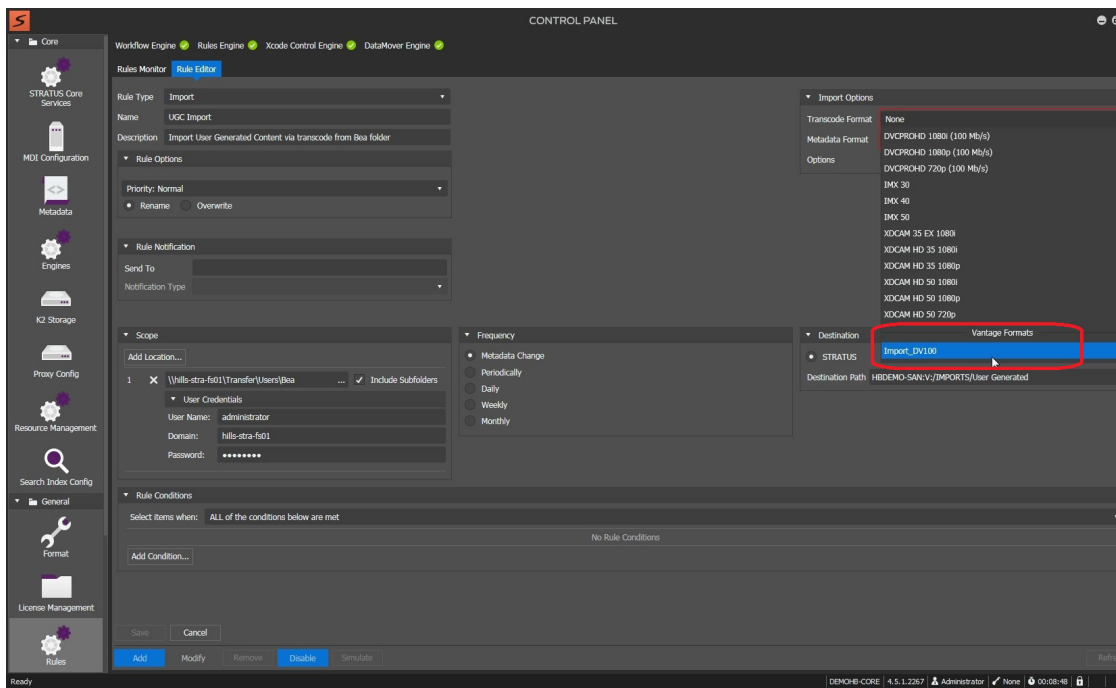 CONTROL PANEL
Core
STRATUS Core
Services
MDI Configuration
Metadata
Engines
K2 Storage
Proxy Config
Resource Management
Search Index Config
General
Format
License Management
Rules
Workflow Engine Rules Engine Xcode Control Engine DataMover Engine
Rules Monitor Rule Editor
Rule Type Import
Name UGC Import
Description Import User Generated Content via transcode from Bea folder
Rule Options
Priority: Normal
Rename Overwrite
Rule Notification
Send To
Notification Type
Scope
Add Location...
1 \\hills-stra-fs01\Transfer\Users\Bea ... Include Subfolders
User Credentials
User Name: administrator
Domain: hills-stra-fs01
Password: ••••••••
Frequency
Metadata Change
Periodically
Daily
Weekly
Monthly
Import Options
Transcode Format None
Metadata Format
Options
DVCPROHD 1080i (100 Mb/s)
DVCPROHD 1080p (100 Mb/s)
DVCPROHD 720p (100 Mb/s)
IMX 30
IMX 40
IMX 50
XDCAM 35 EX 1080i
XDCAM HD 35 1080i
XDCAM HD 35 1080p
XDCAM HD 50 1080i
XDCAM HD 50 1080p
XDCAM HD 50 720p
Vantage Formats
Import_DV100
Destination
STRATUS
Destination Path HBDEMO-SAN:V:/IMPORTS/User Generated
Rule Conditions
Select items when: ALL of the conditions below are met
No Rule Conditions
Add Condition...
Save Cancel
Add Modify Remove Disable Simulate
Ready
DEMOHB-CORE 4.5.1.2267 Administrator None 00:08:48